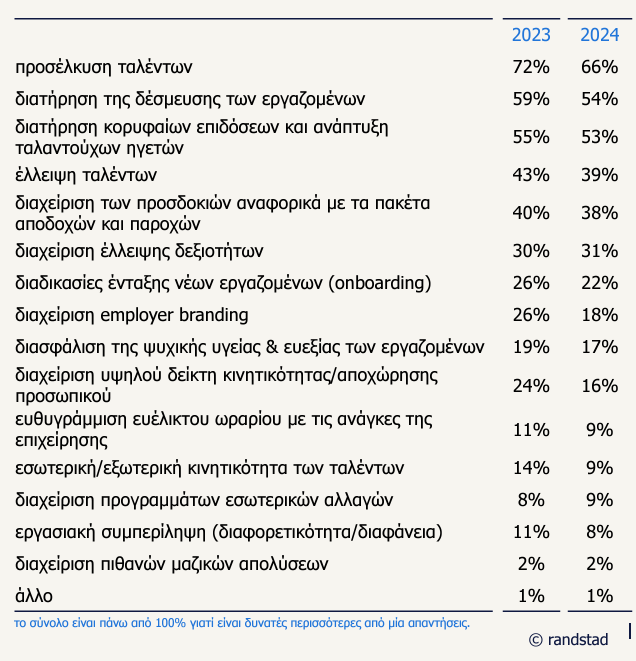 2023 2024
προσέλκυση ταλέντων 72% 66%
διατήρηση της δέσμευσης των εργαζομένων 59% 54%
διατήρηση κορυφαίων επιδόσεων και ανάπτυξη
ταλαντούχων ηγετών 55% 53%
έλλειψη ταλέντων 43% 39%
διαχείριση των προσδοκιών αναφορικά με τα πακέτα
αποδοχών και παροχών 40% 38%
διαχείριση έλλειψης δεξιοτήτων 30% 31%
διαδικασίες ένταξης νέων εργαζομένων (onboarding) 26% 22%
διαχείριση employer branding 26% 18%
διασφάλιση της ψυχικής υγείας & ευεξίας των εργαζομένων 19% 17%
διαχείριση υψηλού δείκτη κινητικότητας/αποχώρησης
προσωπικού 24% 16%
ευθυγράμμιση ευέλικτου ωραρίου με τις ανάγκες της
επιχείρησης 11% 9%
εσωτερική/εξωτερική κινητικότητα των ταλέντων 14% 9%
διαχείριση προγραμμάτων εσωτερικών αλλαγών 8% 9%
εργασιακή συμπερίληψη (διαφορετικότητα/διαφάνεια) 11% 8%
διαχείριση πιθανών μαζικών απολύσεων 2% 2%
άλλο 1% 1%
το σύνολο είναι πάνω από 100% γιατί είναι δυνατές περισσότερες από μία απαντήσεις.
© randstad |